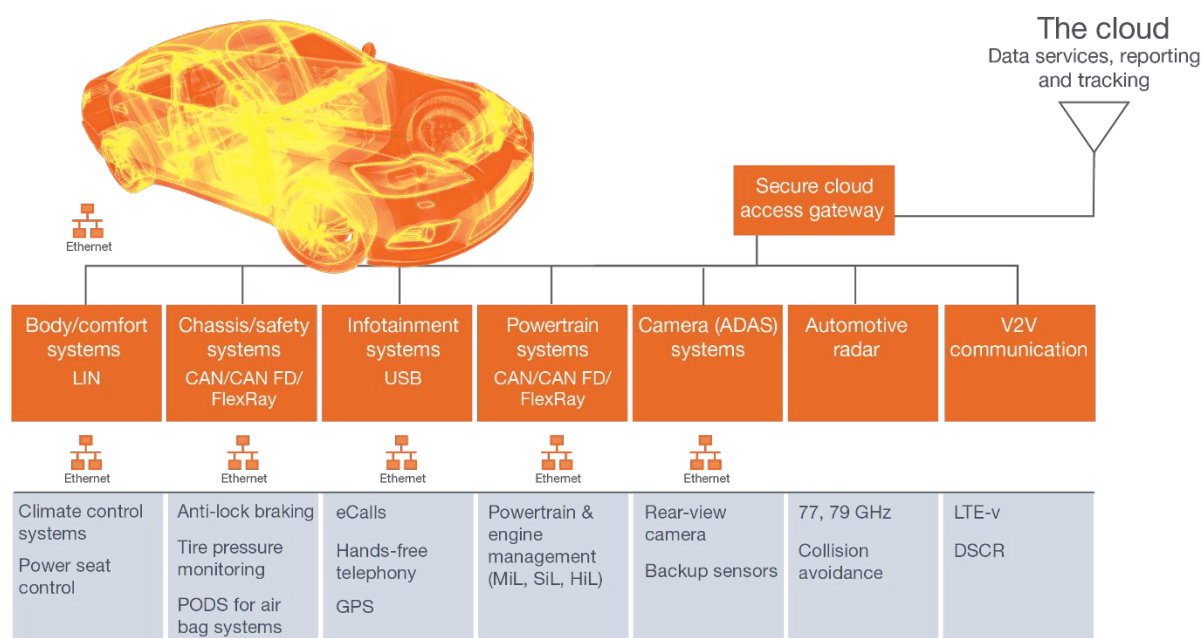 The cloud
Data services, reporting
and tracking
Secure cloud
access gateway
Ethernet
Body/comfort
systems
LIN
Chassis/safety
systems
CAN/CAN FD/
FlexRay
Infotainment
systems
USB
Powertrain
systems
CAN/CAN FD/
FlexRay
Camera (ADAS)
systems
Automotive
radar
V2V
communication
Ethernet
Ethernet
Ethernet
Ethernet
Ethernet
Climate control
systems
Power seat
control
Anti-lock braking
Tire pressure
monitoring
PODS for air
bag systems
eCalls
Hands-free
telephony
GPS
Powertrain &
engine
management
(MiL, SiL, HiL)
Rear-view
camera
Backup sensors
77, 79 GHz
Collision
avoidance
LTE-v
DSCR